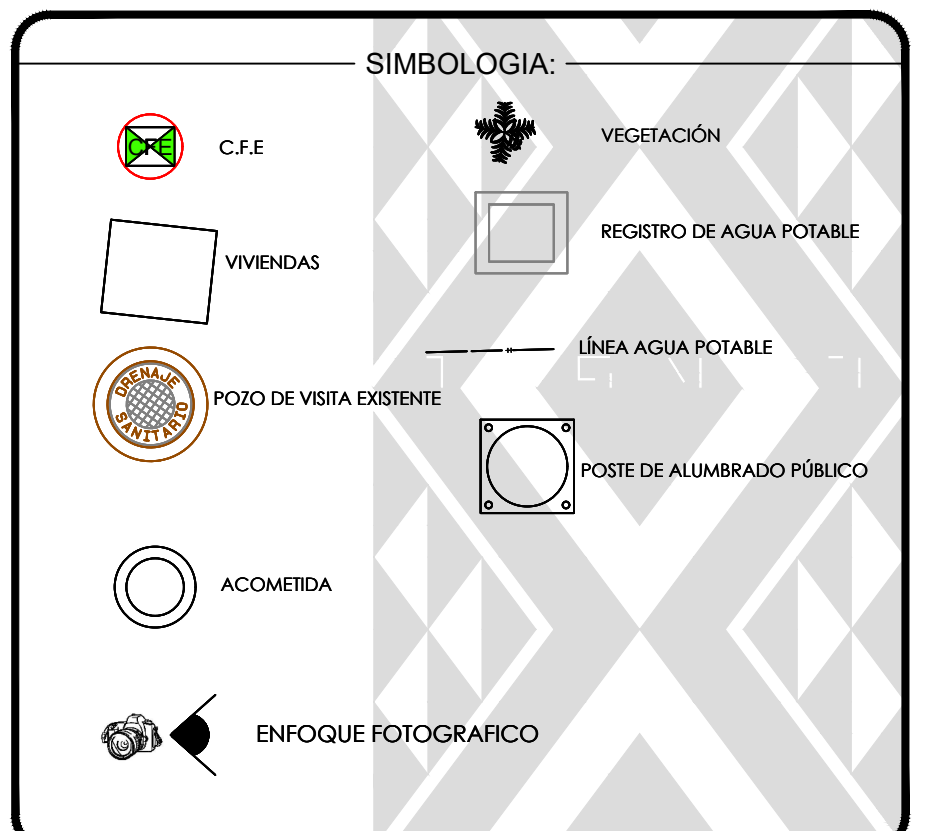 SIMBOLOGIA:
CFE
C.F.E
VIVIENDAS
DRENAJE
SANITARIO
POZO DE VISITA EXISTENTE
ACOMETIDA
ENFOQUE FOTOGRAFICO
VEGETACIÓN
REGISTRO DE AGUA POTABLE
LÍNEA AGUA POTABLE
POSTE DE ALUMBRADO PÚBLICO